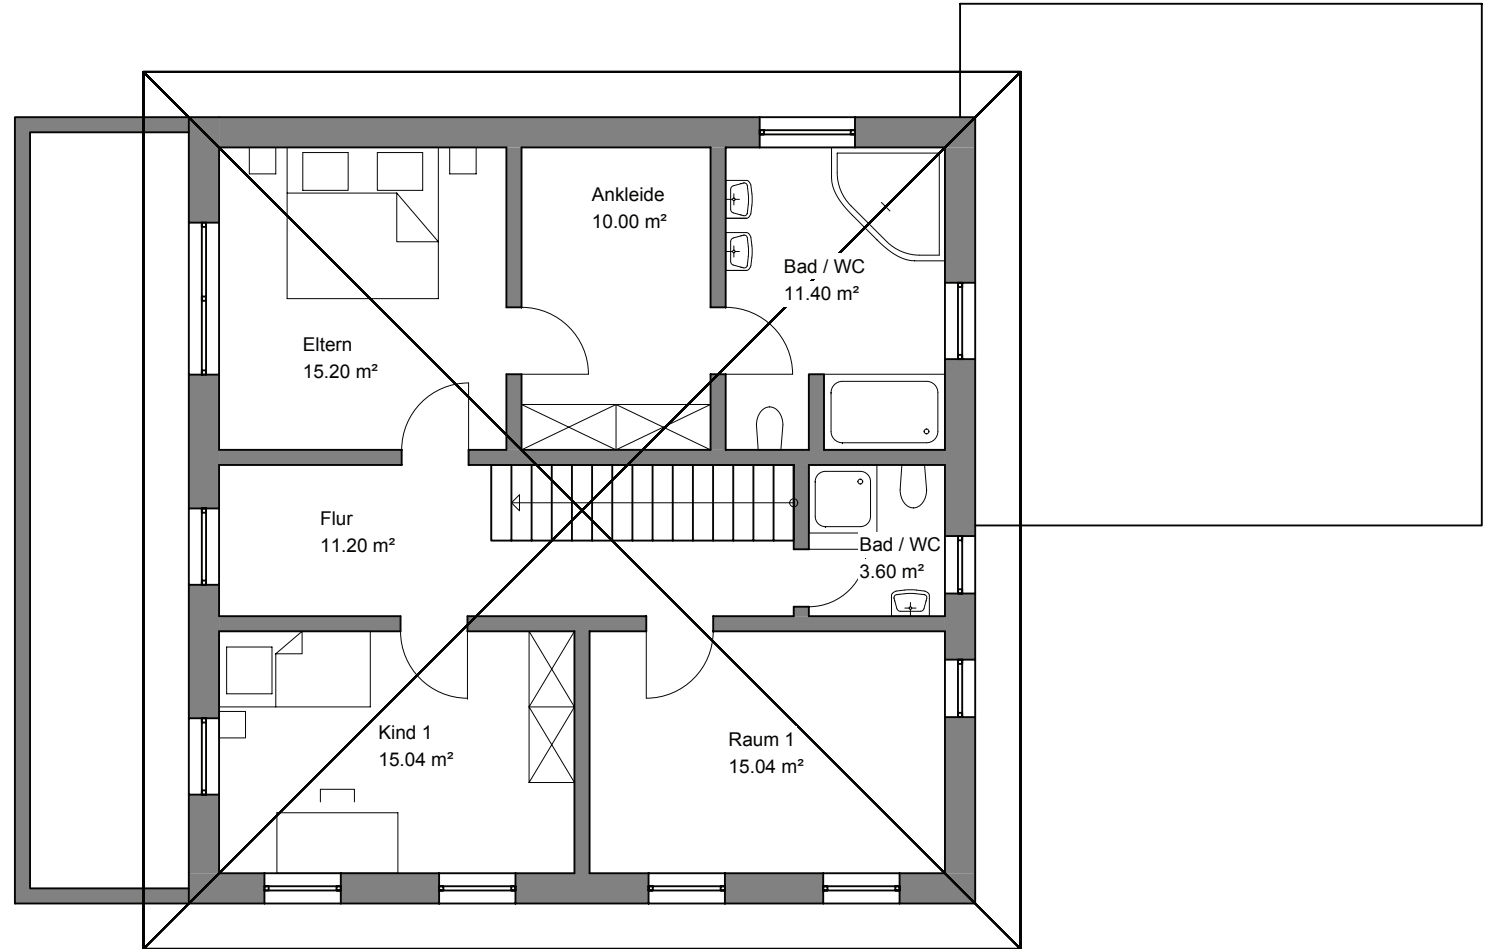 Ankleide
10.00 m²
Bad / WC
11.40 m²
Eltern
15.20 m²
Flur
11.20 m²
Bad / WC
3.60 m²
Kind 1
15.04 m²
Raum 1
15.04 m²